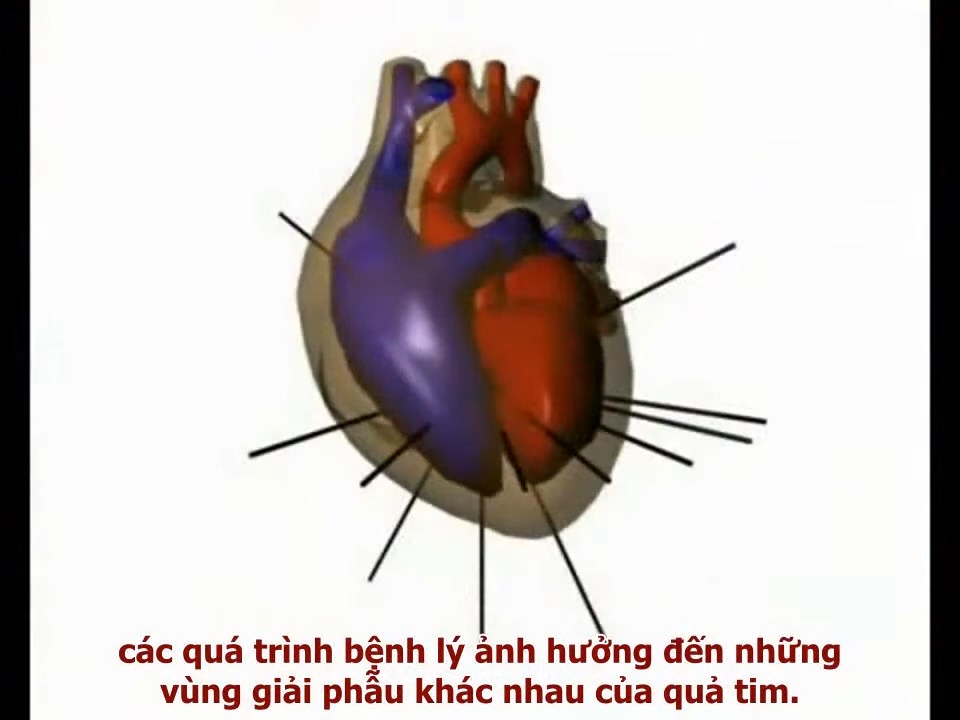 các quá trình bệnh lý ảnh hưởng đến những
vùng giải phẫu khác nhau của quả tim.